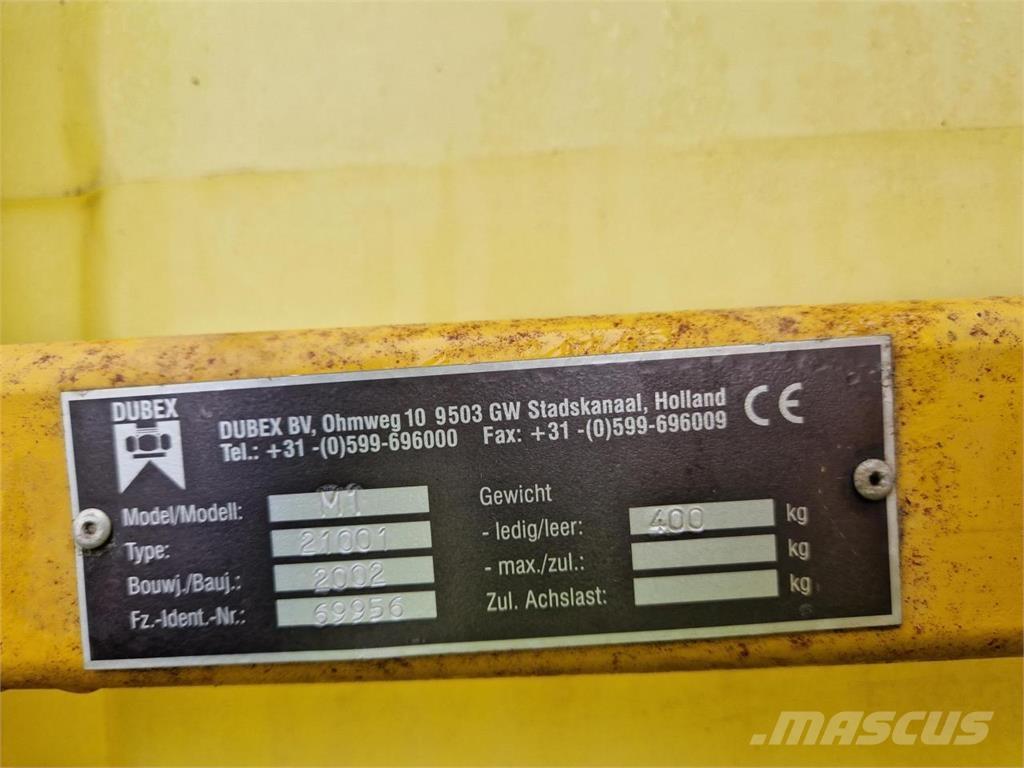 DUBEX
DUBEX BV, Ohmweg 10 9503 GW Stadskanaal, Holland
Tel.: +31 -(0)599-696000 Fax: +31 -(0)599-696009
CE
Model/Modell: M1
Type: 21001
Bouwj./Bauj.: 2002
Fz.-Ident.-Nr.: 69956
Gewicht
- ledig/leer: 400 kg
- max./zul.: kg
Zul. Achslast: kg
MASCUS